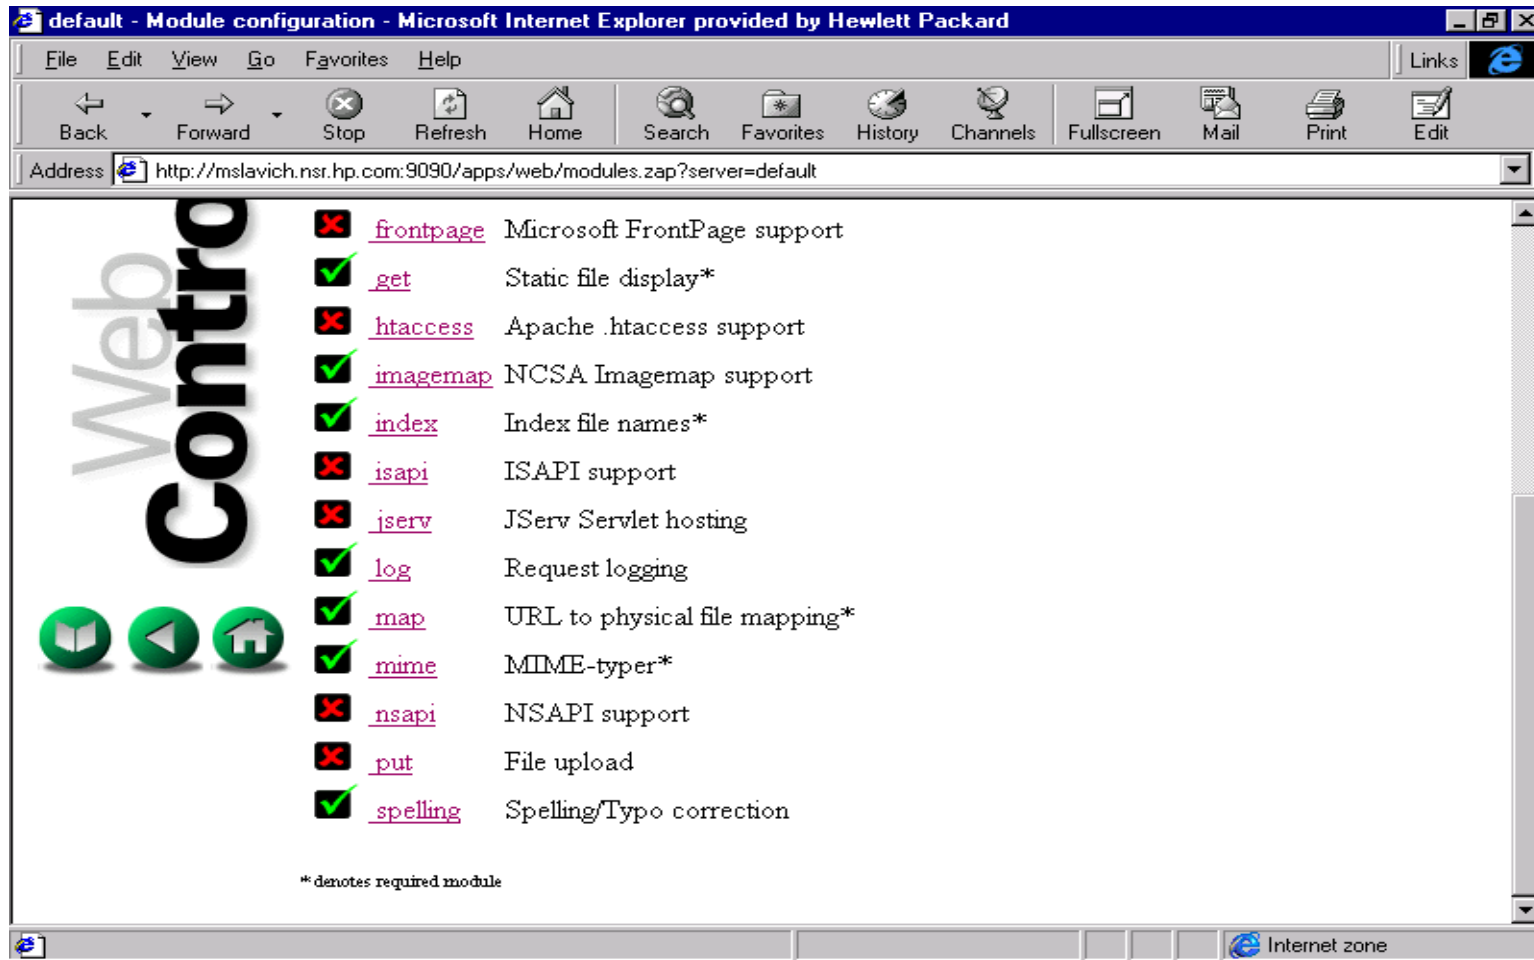 default - Module configuration - Microsoft Internet Explorer provided by Hewlett Packard
File Edit View Go Favorites Help Links
Back Forward Stop Refresh Home Search Favorites History Channels Fullscreen Mail Print Edit
Address http://mslavich.nsr.hp.com:9090/apps/web/modules.zap?server=default
Web
Contro
frontpage Microsoft FrontPage support
get Static file display*
htaccess Apache .htaccess support
imagemap NCSA Imagemap support
index Index file names*
isapi ISAPI support
jserv JServ Servlet hosting
log Request logging
map URL to physical file mapping*
mime MIME-typer*
nsapi NSAPI support
put File upload
spelling Spelling/Typo correction
* denotes required module
Internet zone